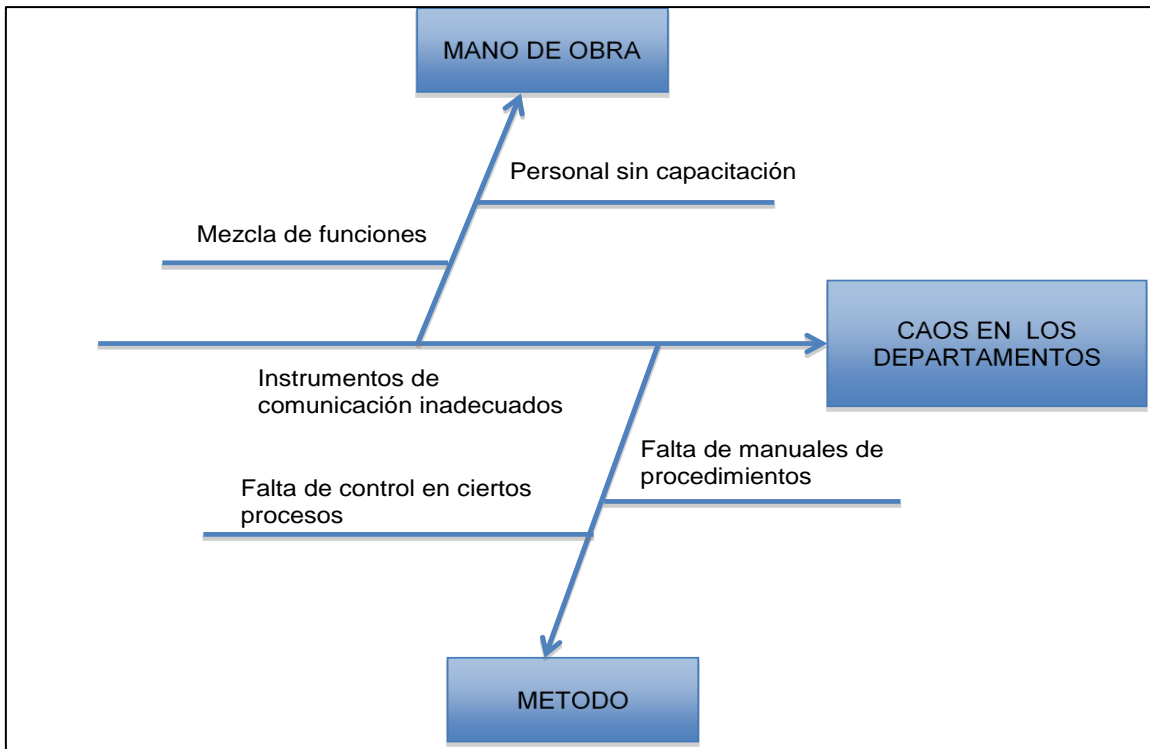 MANO DE OBRA
Personal sin capacitación
Mezcla de funciones
CAOS EN LOS
DEPARTAMENTOS
Instrumentos de
comunicación inadecuados
Falta de manuales de
procedimientos
Falta de control en ciertos
procesos
METODO